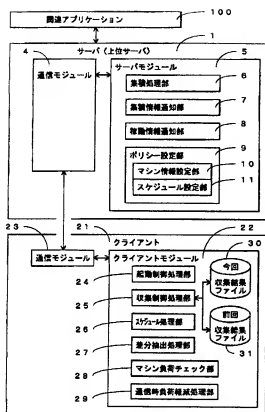 関連アプリケーション
100
1
サーバ（上位サーバ）
4
5
通信モジュール
サーバモジュール
集積処理部
6
集積情報通知部
7
稼動情報通知部
8
ポリシー設定部
9
マシン情報設定部
10
スケジュール設定部
11
21
クライアント
23
22
通信モジュール
クライアントモジュール
30
24
起動制御処理部
今回
収集結果
ファイル
25
収集制御処理部
26
スケジュール処理部
前回
収集結果
ファイル
27
差分抽出処理部
31
28
マシン負荷チェック部
29
通信時負荷軽減処理部